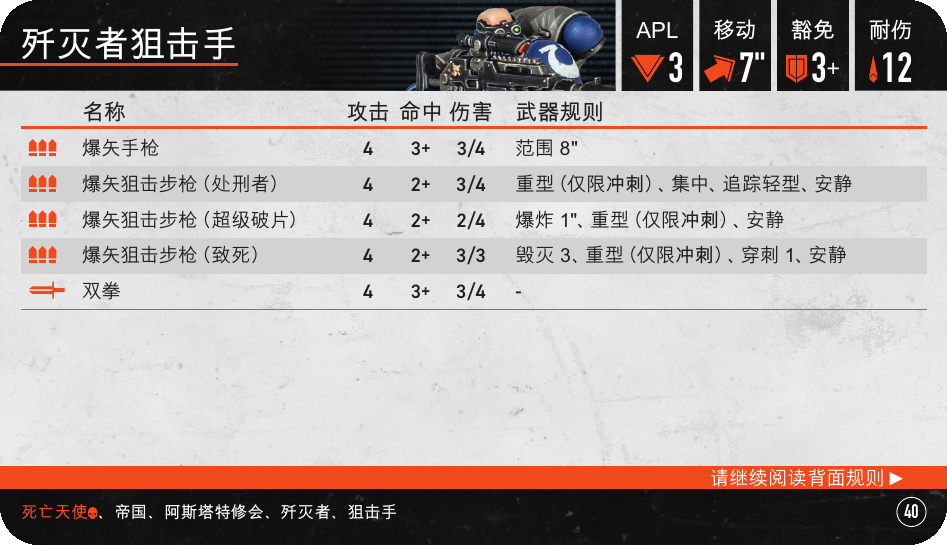 歼灭者狙击手
APL 移动 豁免 耐伤
3 7" 3+ 12
名称 攻击 命中 伤害 武器规则
爆矢手枪 4 3+ 3/4 范围 8"
爆矢狙击步枪（处刑者） 4 2+ 3/4 重型（仅限冲刺）、集中、追踪轻型、安静
爆矢狙击步枪（超级破片） 4 2+ 2/4 爆炸 1"、重型（仅限冲刺）、安静
爆矢狙击步枪（致死） 4 2+ 3/3 毁灭 3、重型（仅限冲刺）、穿刺 1、安静
双拳 4 3+ 3/4 -
请继续阅读背面规则 ▶
死亡天使、帝国、阿斯塔特修会、歼灭者、狙击手
40